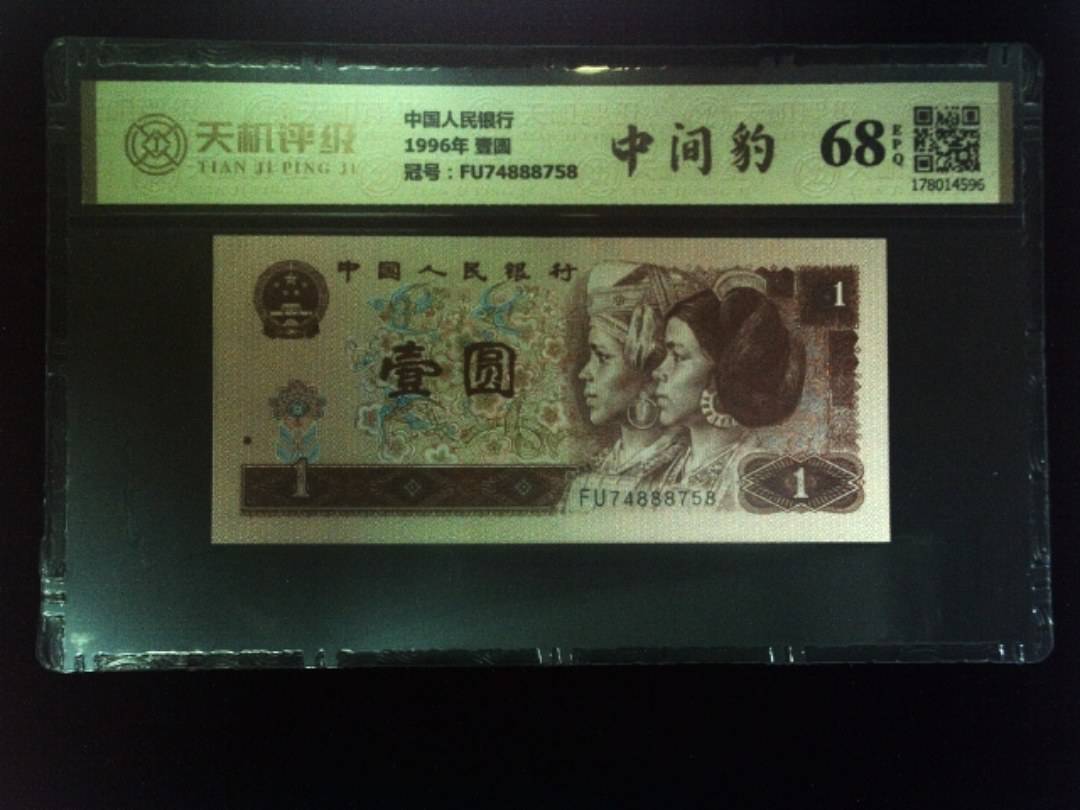 天机评级
TIAN JI PING JI
中国人民银行
1996年 壹圆
冠号：FU74888758
中间豹
68
EPQ
178014596
中国人民银行
1
壹圆
1
FU74888758
1